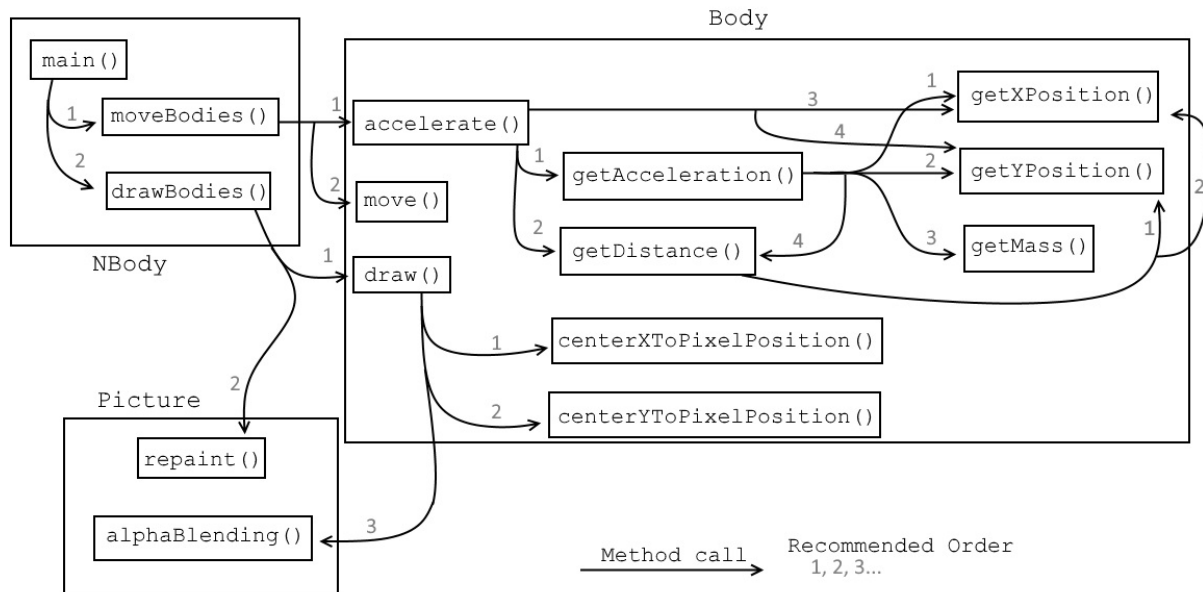 Body
main()
1
moveBodies()
2
drawBodies()
NBody
1
accelerate()
2
move()
1
draw()
3
4
1
getXPosition()
1
getAcceleration()
2
getYPosition()
2
getDistance()
4
3
getMass()
1
2
1
centerXToPixelPosition()
2
centerYToPixelPosition()
2
Picture
repaint()
alphaBlending()
3
Method call
Recommended Order
1, 2, 3...